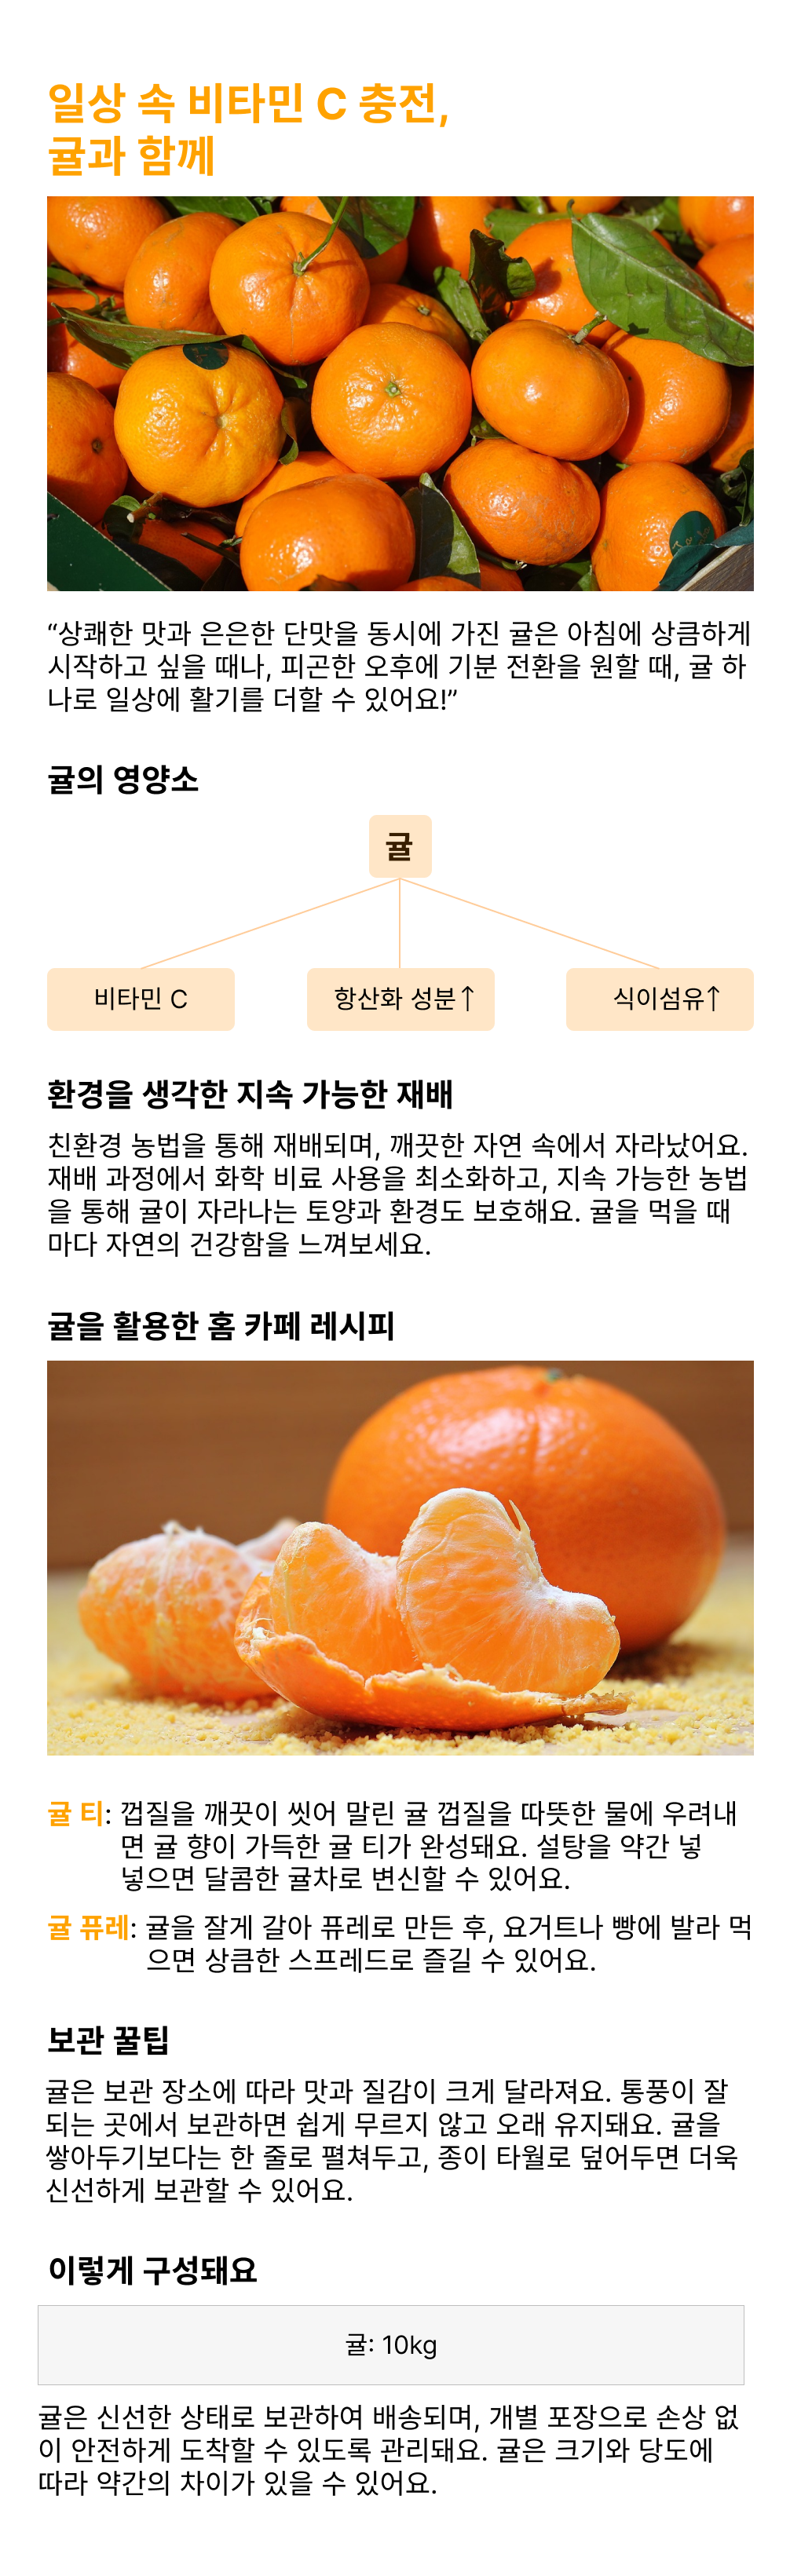 일상 속 비타민 C 충전,
귤과 함께
“상쾌한 맛과 은은한 단맛을 동시에 가진 귤은 아침에 상큼하게
시작하고 싶을 때나, 피곤한 오후에 기분 전환을 원할 때, 귤 하
나로 일상에 활기를 더할 수 있어요!”
귤의 영양소
귤
비타민 C
항산화 성분↑
식이섬유↑
환경을 생각한 지속 가능한 재배
친환경 농법을 통해 재배되며, 깨끗한 자연 속에서 자라났어요.
재배 과정에서 화학 비료 사용을 최소화하고, 지속 가능한 농법
을 통해 귤이 자라나는 토양과 환경도 보호해요. 귤을 먹을 때
마다 자연의 건강함을 느껴보세요.
귤을 활용한 홈 카페 레시피
귤 티: 껍질을 깨끗이 씻어 말린 귤 껍질을 따뜻한 물에 우려내
면 귤 향이 가득한 귤 티가 완성돼요. 설탕을 약간 넣
넣으면 달콤한 귤차로 변신할 수 있어요.
귤 퓨레: 귤을 잘게 갈아 퓨레로 만든 후, 요거트나 빵에 발라 먹
으면 상큼한 스프레드로 즐길 수 있어요.
보관 꿀팁
귤은 보관 장소에 따라 맛과 질감이 크게 달라져요. 통풍이 잘
되는 곳에서 보관하면 쉽게 무르지 않고 오래 유지돼요. 귤을
쌓아두기보다는 한 줄로 펼쳐두고, 종이 타월로 덮어두면 더욱
신선하게 보관할 수 있어요.
이렇게 구성돼요
귤: 10kg
귤은 신선한 상태로 보관하여 배송되며, 개별 포장으로 손상 없
이 안전하게 도착할 수 있도록 관리돼요. 귤은 크기와 당도에
따라 약간의 차이가 있을 수 있어요.